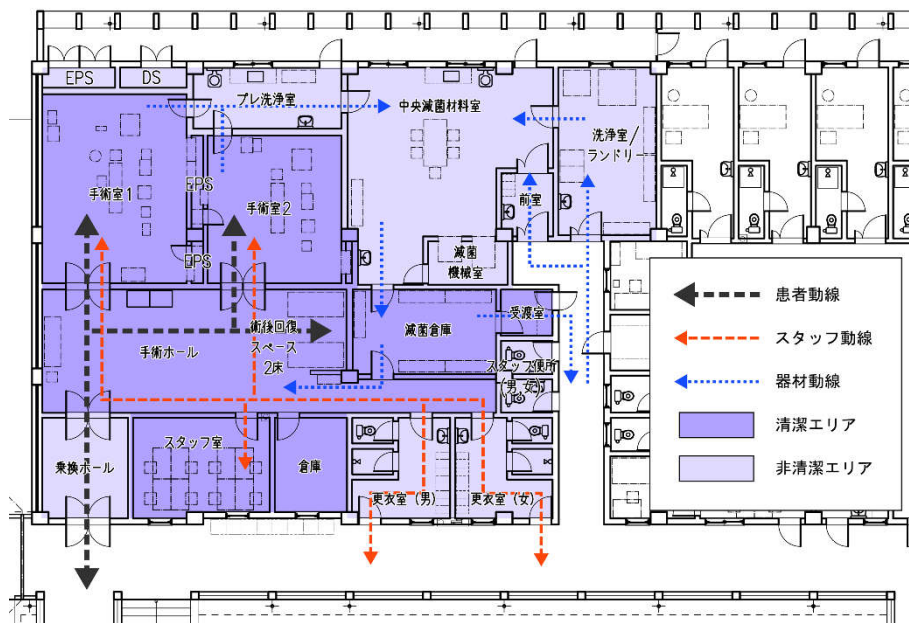 EPS
DS
プレ洗浄室
中央滅菌材料室
洗浄室/
ランドリー
手術室1
EPS
手術室2
前室
EPS
滅菌
機械室
術後回復
スペース
2床
手術ホール
滅菌倉庫
受渡室
スタッフ便所
(男,女)
乗換ホール
スタッフ室
倉庫
更衣室(男)
更衣室(女)
患者動線
スタッフ動線
器材動線
清潔エリア
非清潔エリア